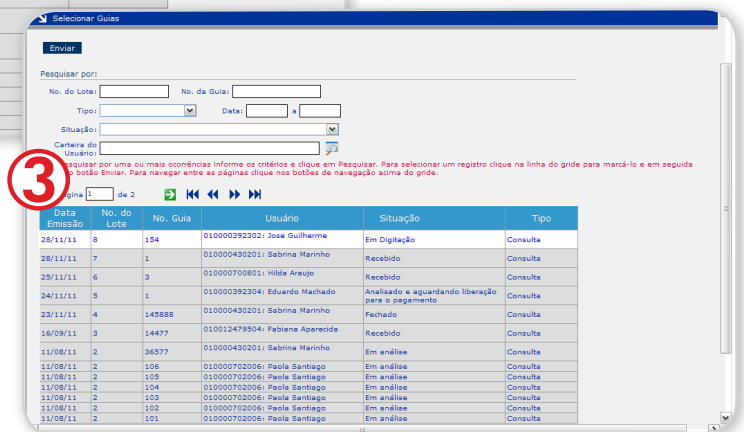 Selecionar Guias
Enviar
Pesquisar por:
No. do Lote: No. da Guia:
Tipo: Data: a
Situação:
Carteira do
Usuário:
esquisar por uma ou mais ocorrências informe os critérios e clique em Pesquisar. Para selecionar um registro clique na linha do gride para marcá-lo e em seguida
o botão Enviar. Para navegar entre as páginas clique nos botões de navegação acima do gride.
3
gina 1 de 2
Data Emissão No. do Lote No. Guia Usuário Situação Tipo
28/11/11 8 154 010000392302: Jose Guilherme Em Digitação Consulta
28/11/11 7 1 010000430201: Sabrina Marinho Recebido Consulta
25/11/11 6 3 010000700801: Hilda Araujo Recebido Consulta
24/11/11 5 1 010000392304: Eduardo Machado Analisado e aguardando liberação para o pagamento Consulta
23/11/11 4 145888 010000430201: Sabrina Marinho Fechado Consulta
16/09/11 3 14477 010012479504: Fabiana Aparecida Recebido Consulta
11/08/11 2 36577 010000430201: Sabrina Marinho Em análise Consulta
11/08/11 2 106 010000702006: Paola Santiago Em análise Consulta
11/08/11 2 105 010000702006: Paola Santiago Em análise Consulta
11/08/11 2 104 010000702006: Paola Santiago Em análise Consulta
11/08/11 2 103 010000702006: Paola Santiago Em análise Consulta
11/08/11 2 102 010000702006: Paola Santiago Em análise Consulta
11/08/11 2 101 010000702006: Paola Santiago Em análise Consulta